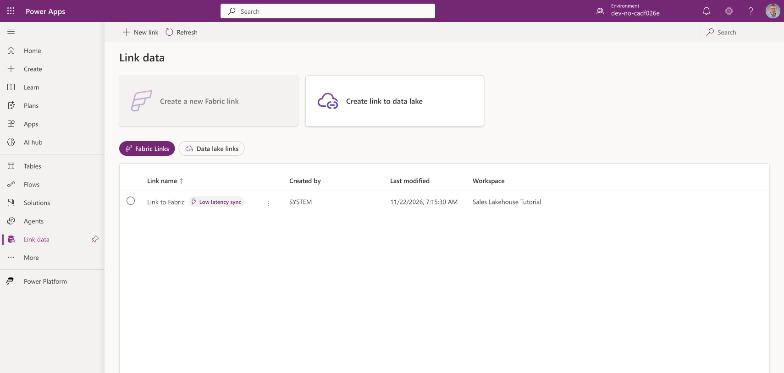 Power Apps
Search
Environment
dev-no-cadf026e
New link
Refresh
Search
Home
Create
Learn
Plans
Apps
AI hub
Tables
Flows
Solutions
Agents
Link data
More
Power Platform
Link data
Create a new Fabric link
Create link to data lake
Fabric Links
Data lake links
Link name ↑ Created by Last modified Workspace
Link to Fabric Low latency sync SYSTEM 11/22/2026, 7:15:30 AM Sales Lakehouse Tutorial